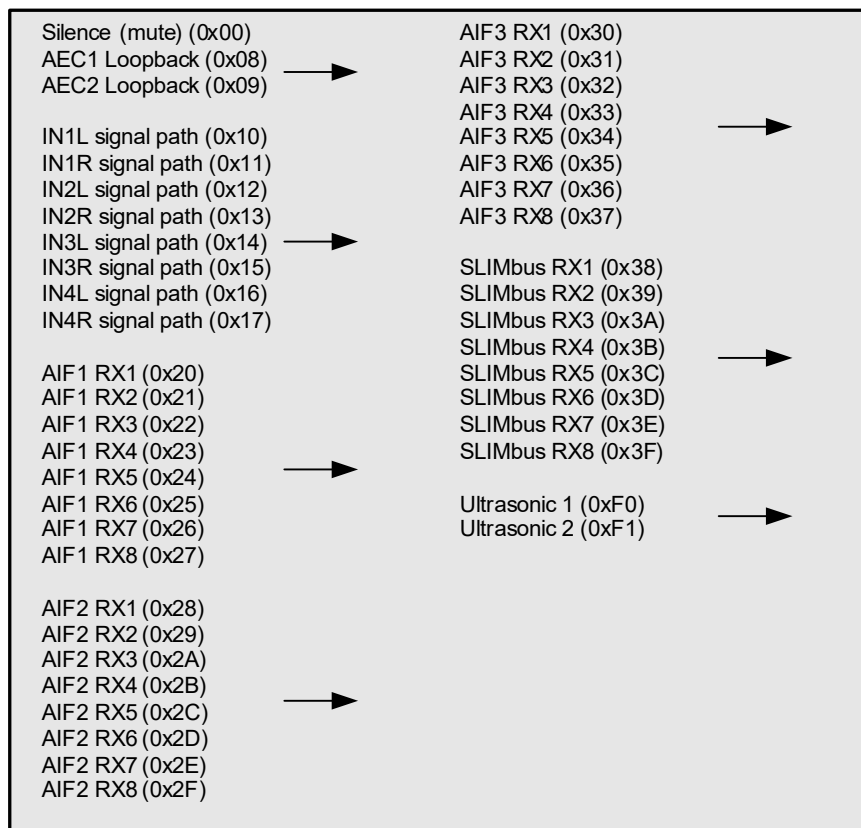 Silence (mute) (0x00)
AEC1 Loopback (0x08)
AEC2 Loopback (0x09)
IN1L signal path (0x10)
IN1R signal path (0x11)
IN2L signal path (0x12)
IN2R signal path (0x13)
IN3L signal path (0x14)
IN3R signal path (0x15)
IN4L signal path (0x16)
IN4R signal path (0x17)
AIF1 RX1 (0x20)
AIF1 RX2 (0x21)
AIF1 RX3 (0x22)
AIF1 RX4 (0x23)
AIF1 RX5 (0x24)
AIF1 RX6 (0x25)
AIF1 RX7 (0x26)
AIF1 RX8 (0x27)
AIF2 RX1 (0x28)
AIF2 RX2 (0x29)
AIF2 RX3 (0x2A)
AIF2 RX4 (0x2B)
AIF2 RX5 (0x2C)
AIF2 RX6 (0x2D)
AIF2 RX7 (0x2E)
AIF2 RX8 (0x2F)
AIF3 RX1 (0x30)
AIF3 RX2 (0x31)
AIF3 RX3 (0x32)
AIF3 RX4 (0x33)
AIF3 RX5 (0x34)
AIF3 RX6 (0x35)
AIF3 RX7 (0x36)
AIF3 RX8 (0x37)
SLIMbus RX1 (0x38)
SLIMbus RX2 (0x39)
SLIMbus RX3 (0x3A)
SLIMbus RX4 (0x3B)
SLIMbus RX5 (0x3C)
SLIMbus RX6 (0x3D)
SLIMbus RX7 (0x3E)
SLIMbus RX8 (0x3F)
Ultrasonic 1 (0xF0)
Ultrasonic 2 (0xF1)